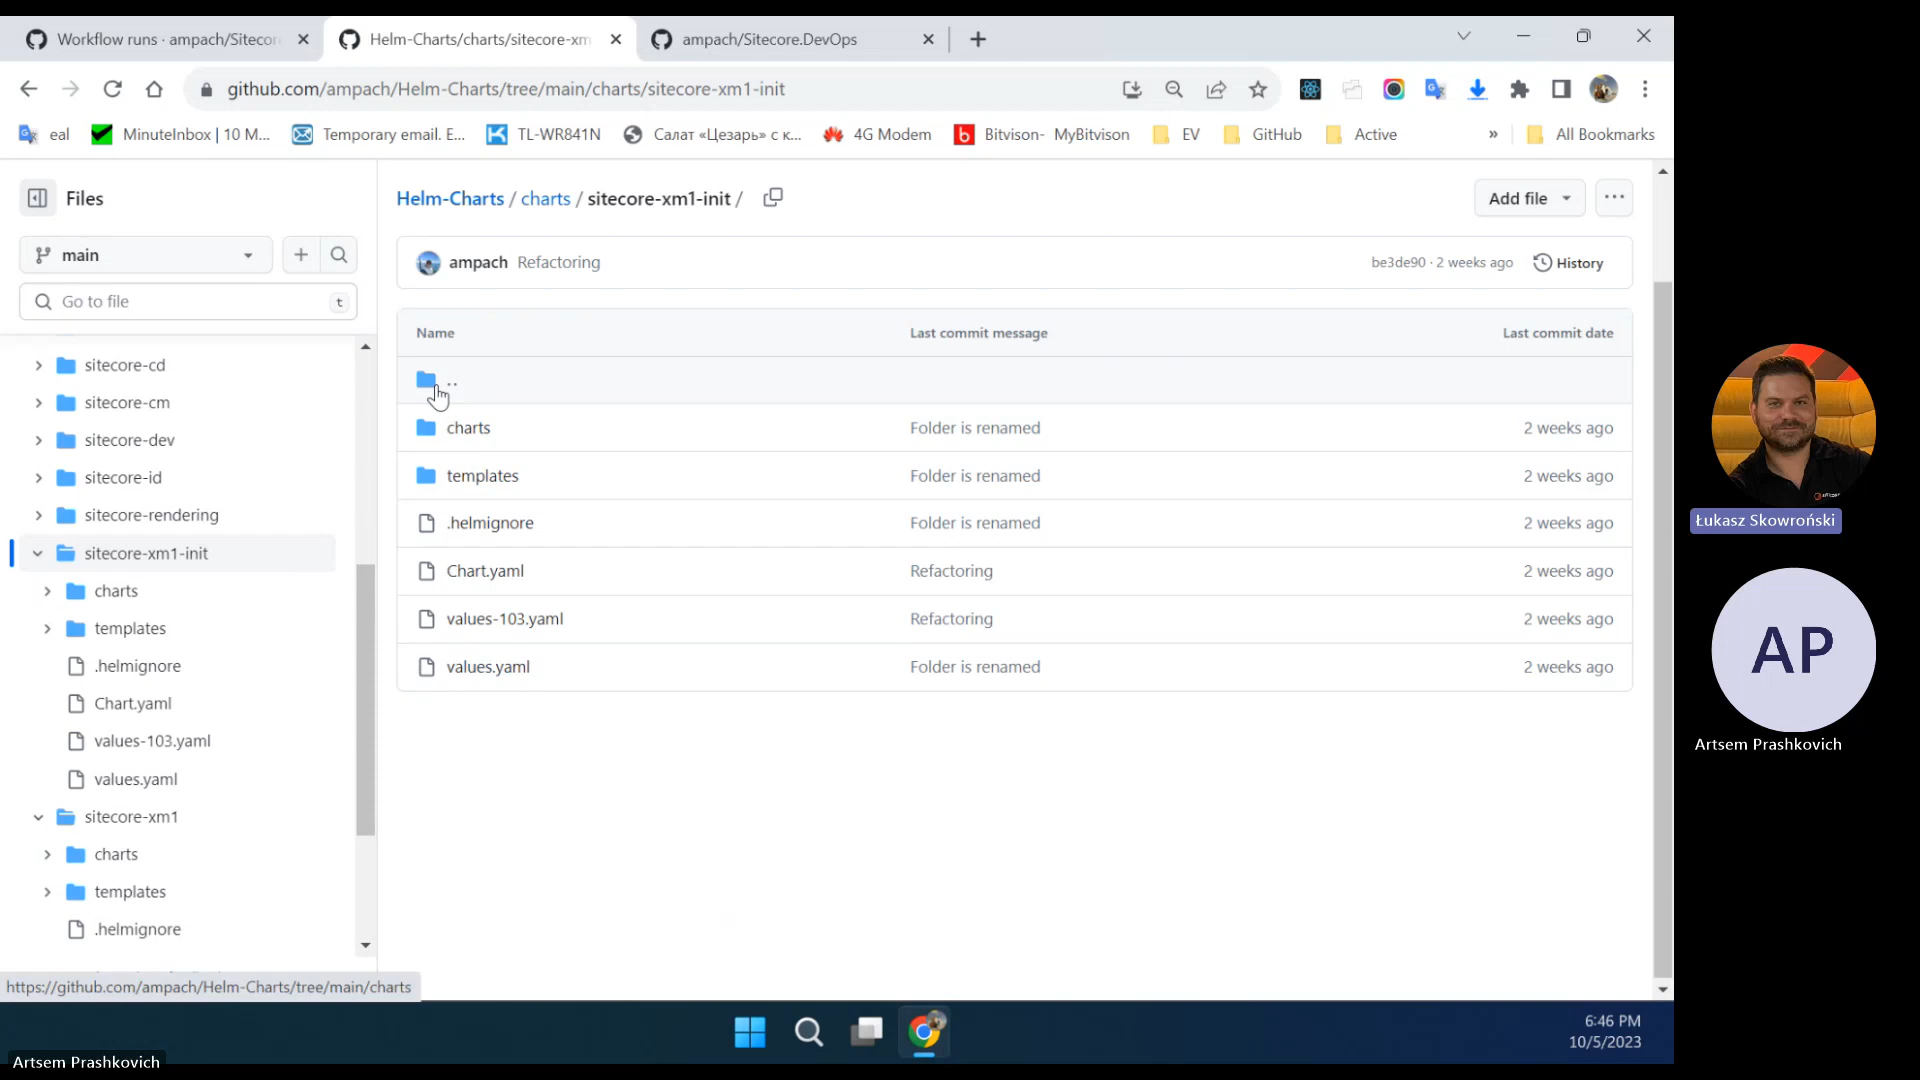 Workflow runs · ampach/Sitecor
Helm-Charts/charts/sitecore-xm
ampach/Sitecore.DevOps
github.com/ampach/Helm-Charts/tree/main/charts/sitecore-xm1-init
eal
MinuteInbox | 10 M...
Temporary email. E...
TL-WR841N
Салат «Цезарь» с к...
4G Modem
Bitvison- MyBitvison
EV
GitHub
Active
»
All Bookmarks
Files
Helm-Charts / charts / sitecore-xm1-init /
Add file
main
Go to file
t
ampach Refactoring
be3de90 · 2 weeks ago
History
Name Last commit message Last commit date
..
charts Folder is renamed 2 weeks ago
templates Folder is renamed 2 weeks ago
.helmignore Folder is renamed 2 weeks ago
Chart.yaml Refactoring 2 weeks ago
values-103.yaml Refactoring 2 weeks ago
values.yaml Folder is renamed 2 weeks ago
sitecore-cd
sitecore-cm
sitecore-dev
sitecore-id
sitecore-rendering
sitecore-xm1-init
charts
templates
.helmignore
Chart.yaml
values-103.yaml
values.yaml
sitecore-xm1
charts
templates
.helmignore
https://github.com/ampach/Helm-Charts/tree/main/charts
6:46 PM
10/5/2023
Artsem Prashkovich
Łukasz Skowroński
AP
Artsem Prashkovich